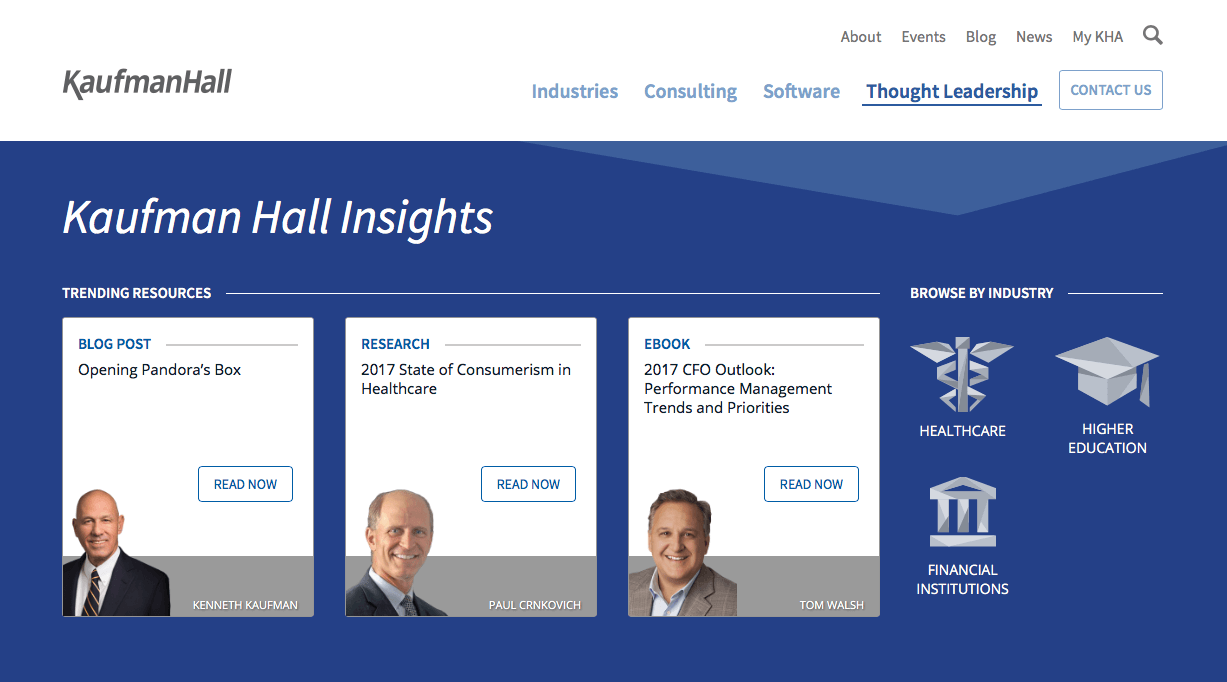 About Events Blog News My KHA
KaufmanHall
Industries Consulting Software Thought Leadership CONTACT US
Kaufman Hall Insights
TRENDING RESOURCES
BLOG POST
Opening Pandora’s Box
READ NOW
KENNETH KAUFMAN
RESEARCH
2017 State of Consumerism in
Healthcare
READ NOW
PAUL CRNKOVICH
EBOOK
2017 CFO Outlook:
Performance Management
Trends and Priorities
READ NOW
TOM WALSH
BROWSE BY INDUSTRY
HEALTHCARE
HIGHER
EDUCATION
FINANCIAL
INSTITUTIONS